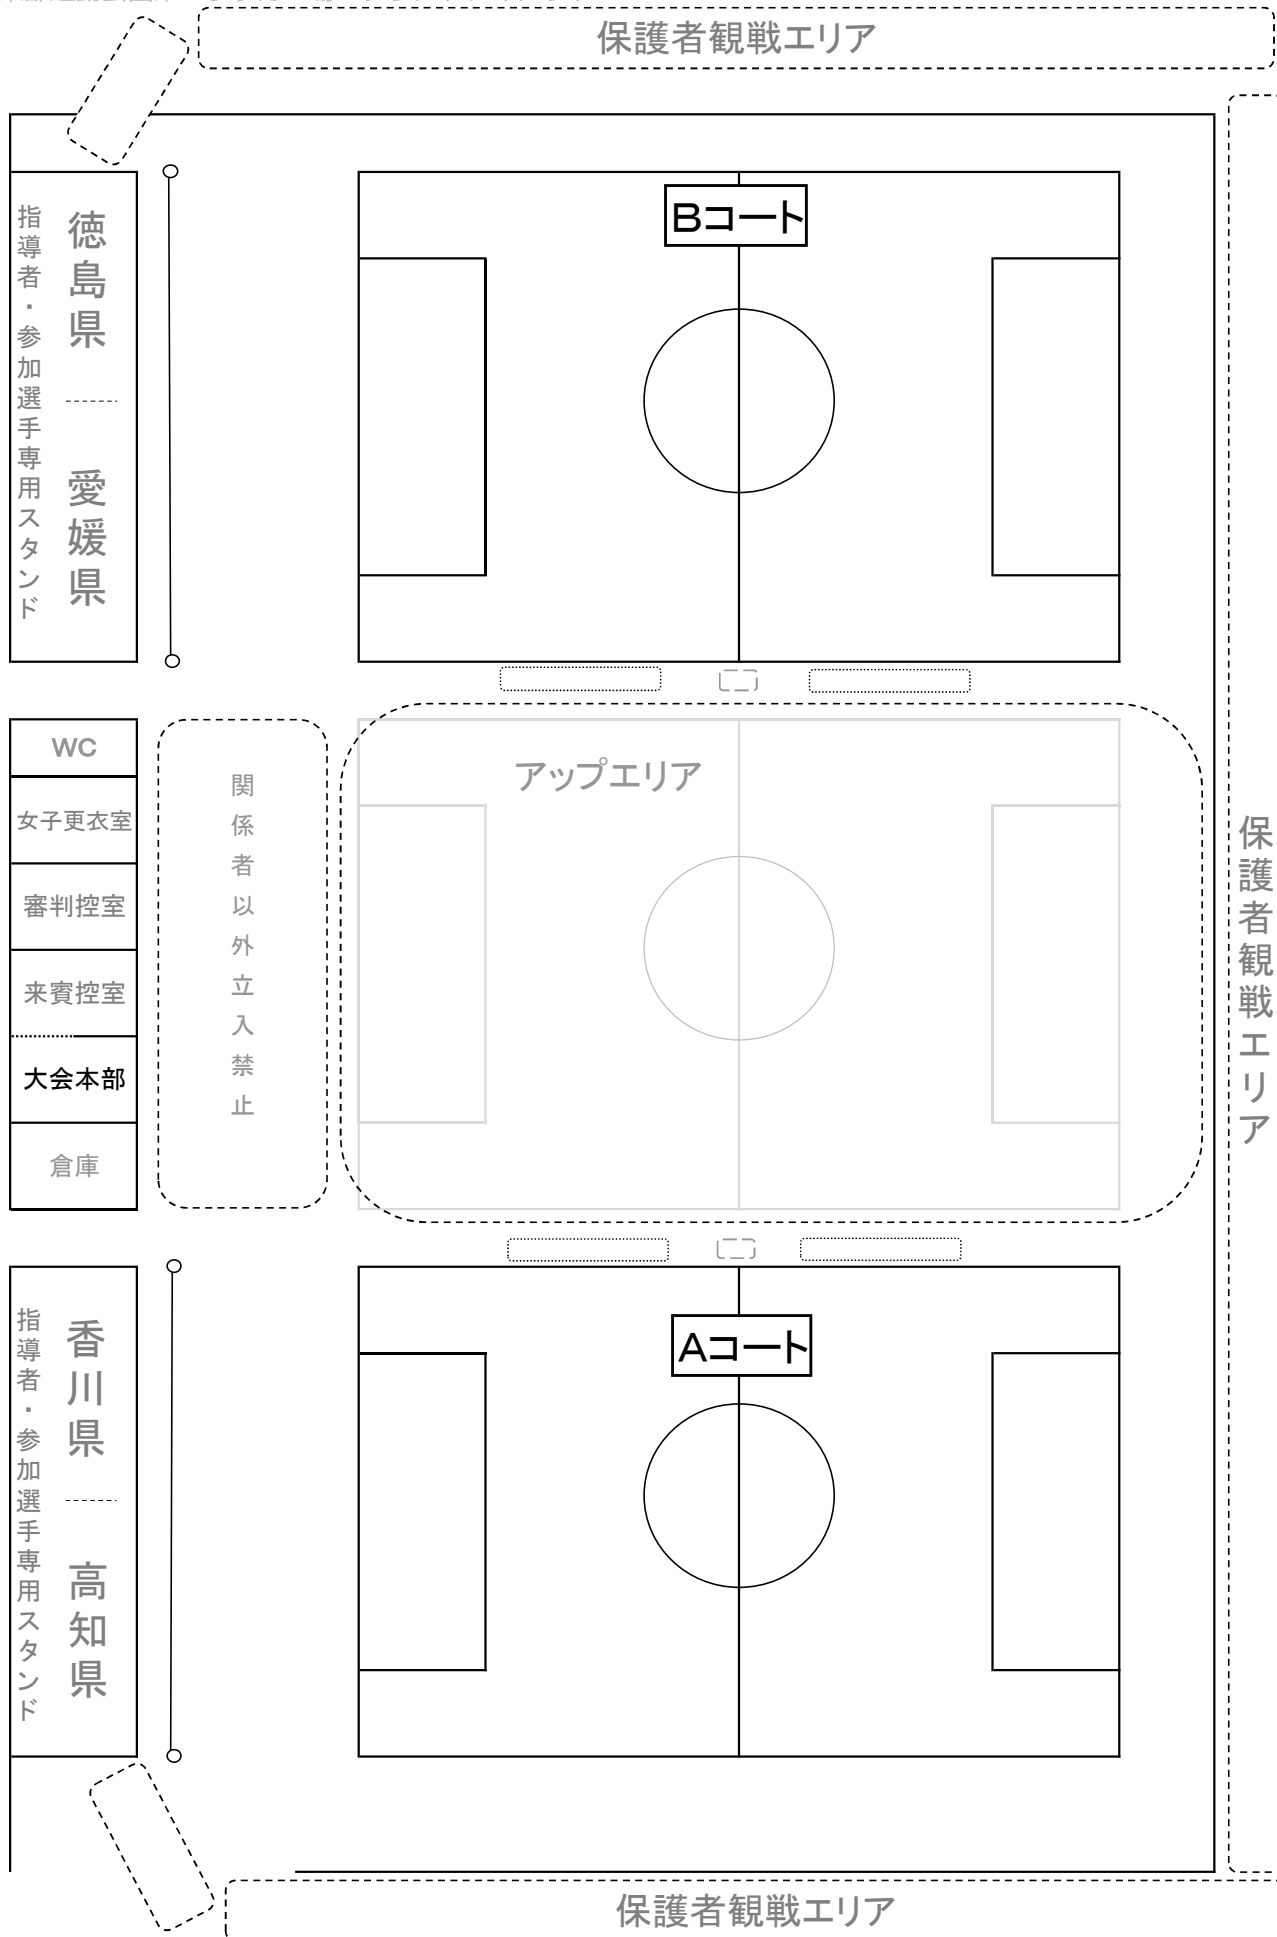 保護者観戦エリア
Bコート
徳島県
愛媛県
指導者・参加選手専用スタンド
アップエリア
WC
女子更衣室
審判控室
来賓控室
大会本部
倉庫
関係者以外立入禁止
保護者観戦エリア
Aコート
香川県
高知県
指導者・参加選手専用スタンド
保護者観戦エリア